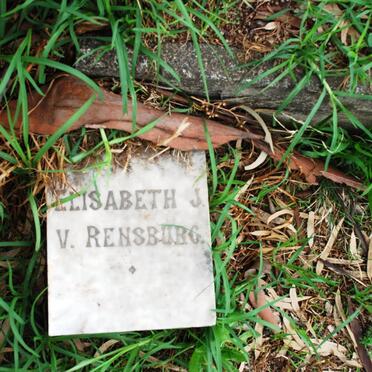 ELISABETH J.
V. RENSBURG.